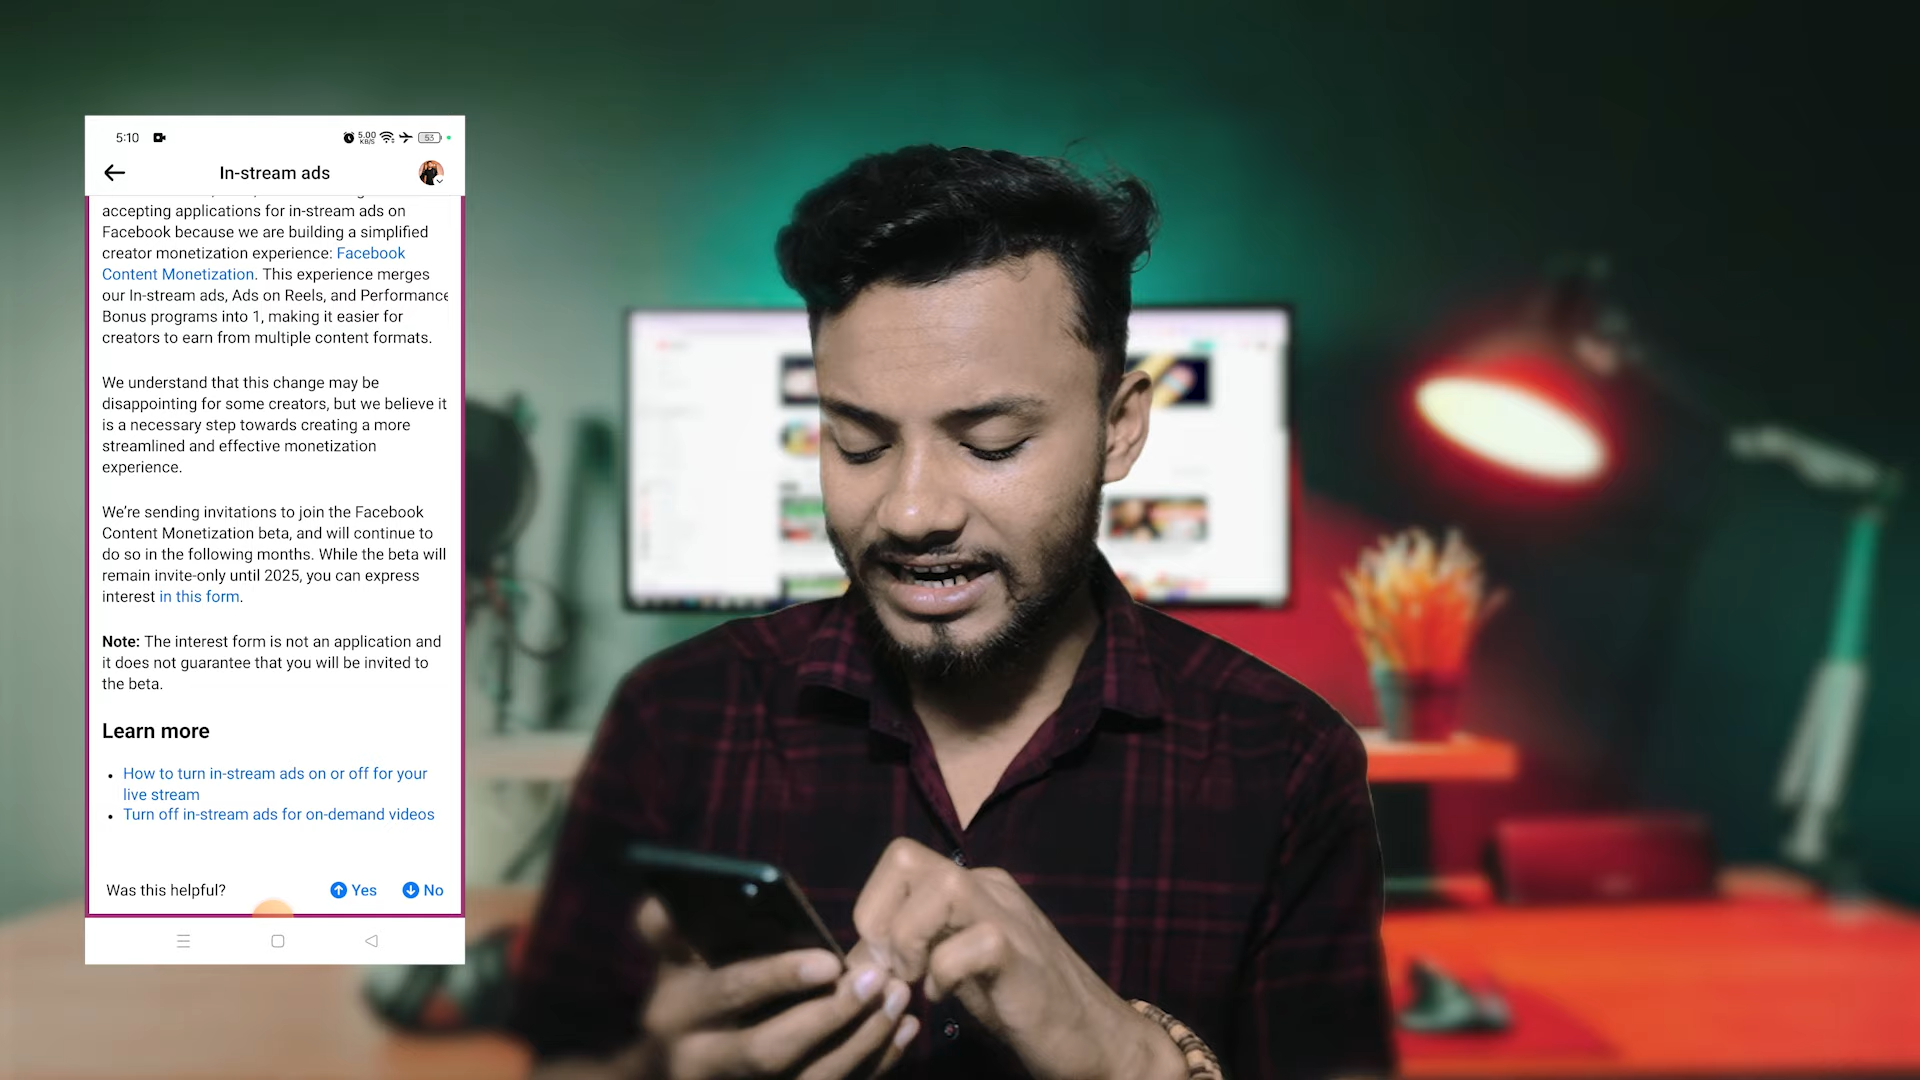 5:10
5.00
KB/S
53
In-stream ads
accepting applications for in-stream ads on
Facebook because we are building a simplified
creator monetization experience: Facebook
Content Monetization. This experience merges
our In-stream ads, Ads on Reels, and Performance
Bonus programs into 1, making it easier for
creators to earn from multiple content formats.
We understand that this change may be
disappointing for some creators, but we believe it
is a necessary step towards creating a more
streamlined and effective monetization
experience.
We're sending invitations to join the Facebook
Content Monetization beta, and will continue to
do so in the following months. While the beta will
remain invite-only until 2025, you can express
interest in this form.
Note: The interest form is not an application and
it does not guarantee that you will be invited to
the beta.
Learn more
• How to turn in-stream ads on or off for your
live stream
• Turn off in-stream ads for on-demand videos
Was this helpful? Yes No